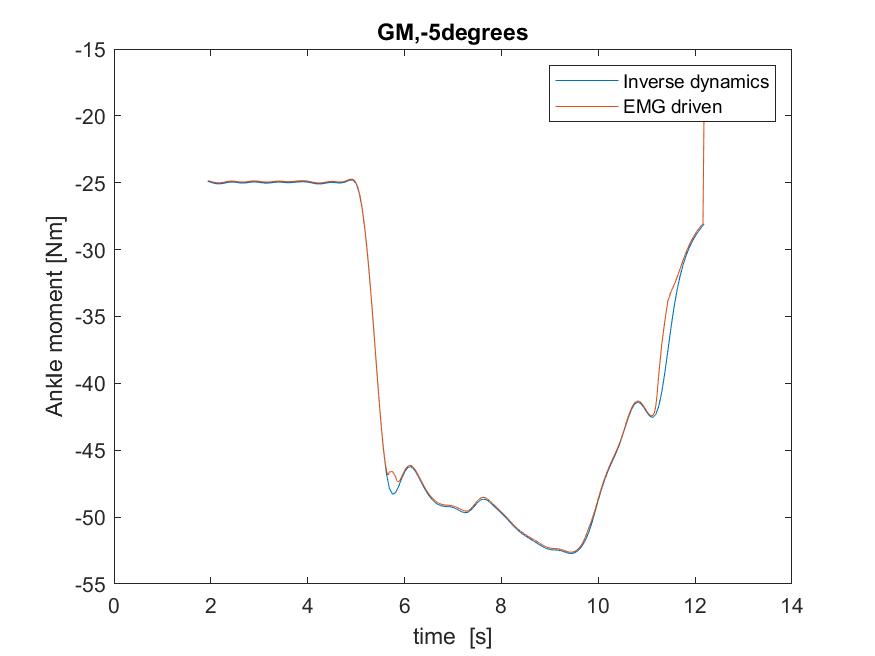 GM,-5degrees
-15
-20
-25
-30
-35
-40
-45
-50
-55
Ankle moment [Nm]
Inverse dynamics
EMG driven
0 2 4 6 8 10 12 14
time [s]